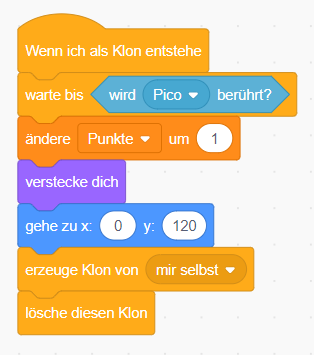 Wenn ich als Klon entstehe
warte bis wird Pico berührt?
ändere Punkte um 1
verstecke dich
gehe zu x: 0 y: 120
erzeuge Klon von mir selbst
lösche diesen Klon